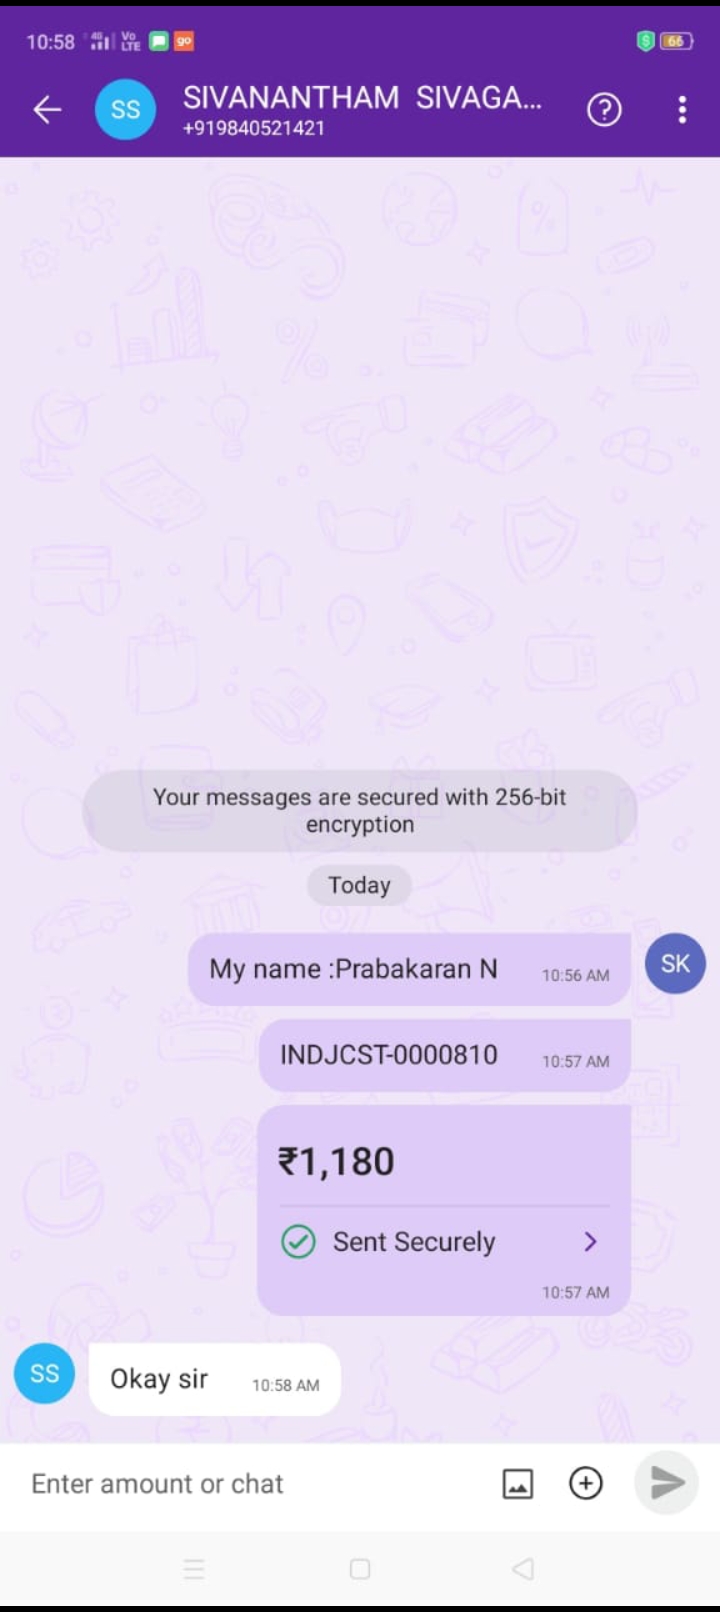 10:58 4G Vo LTE go 66
SS SIVANANTHAM SIVAGA...
+919840521421
Your messages are secured with 256-bit
encryption
Today
My name :Prabakaran N 10:56 AM
SK
INDJCST-0000810 10:57 AM
₹1,180
Sent Securely
10:57 AM
SS Okay sir 10:58 AM
Enter amount or chat